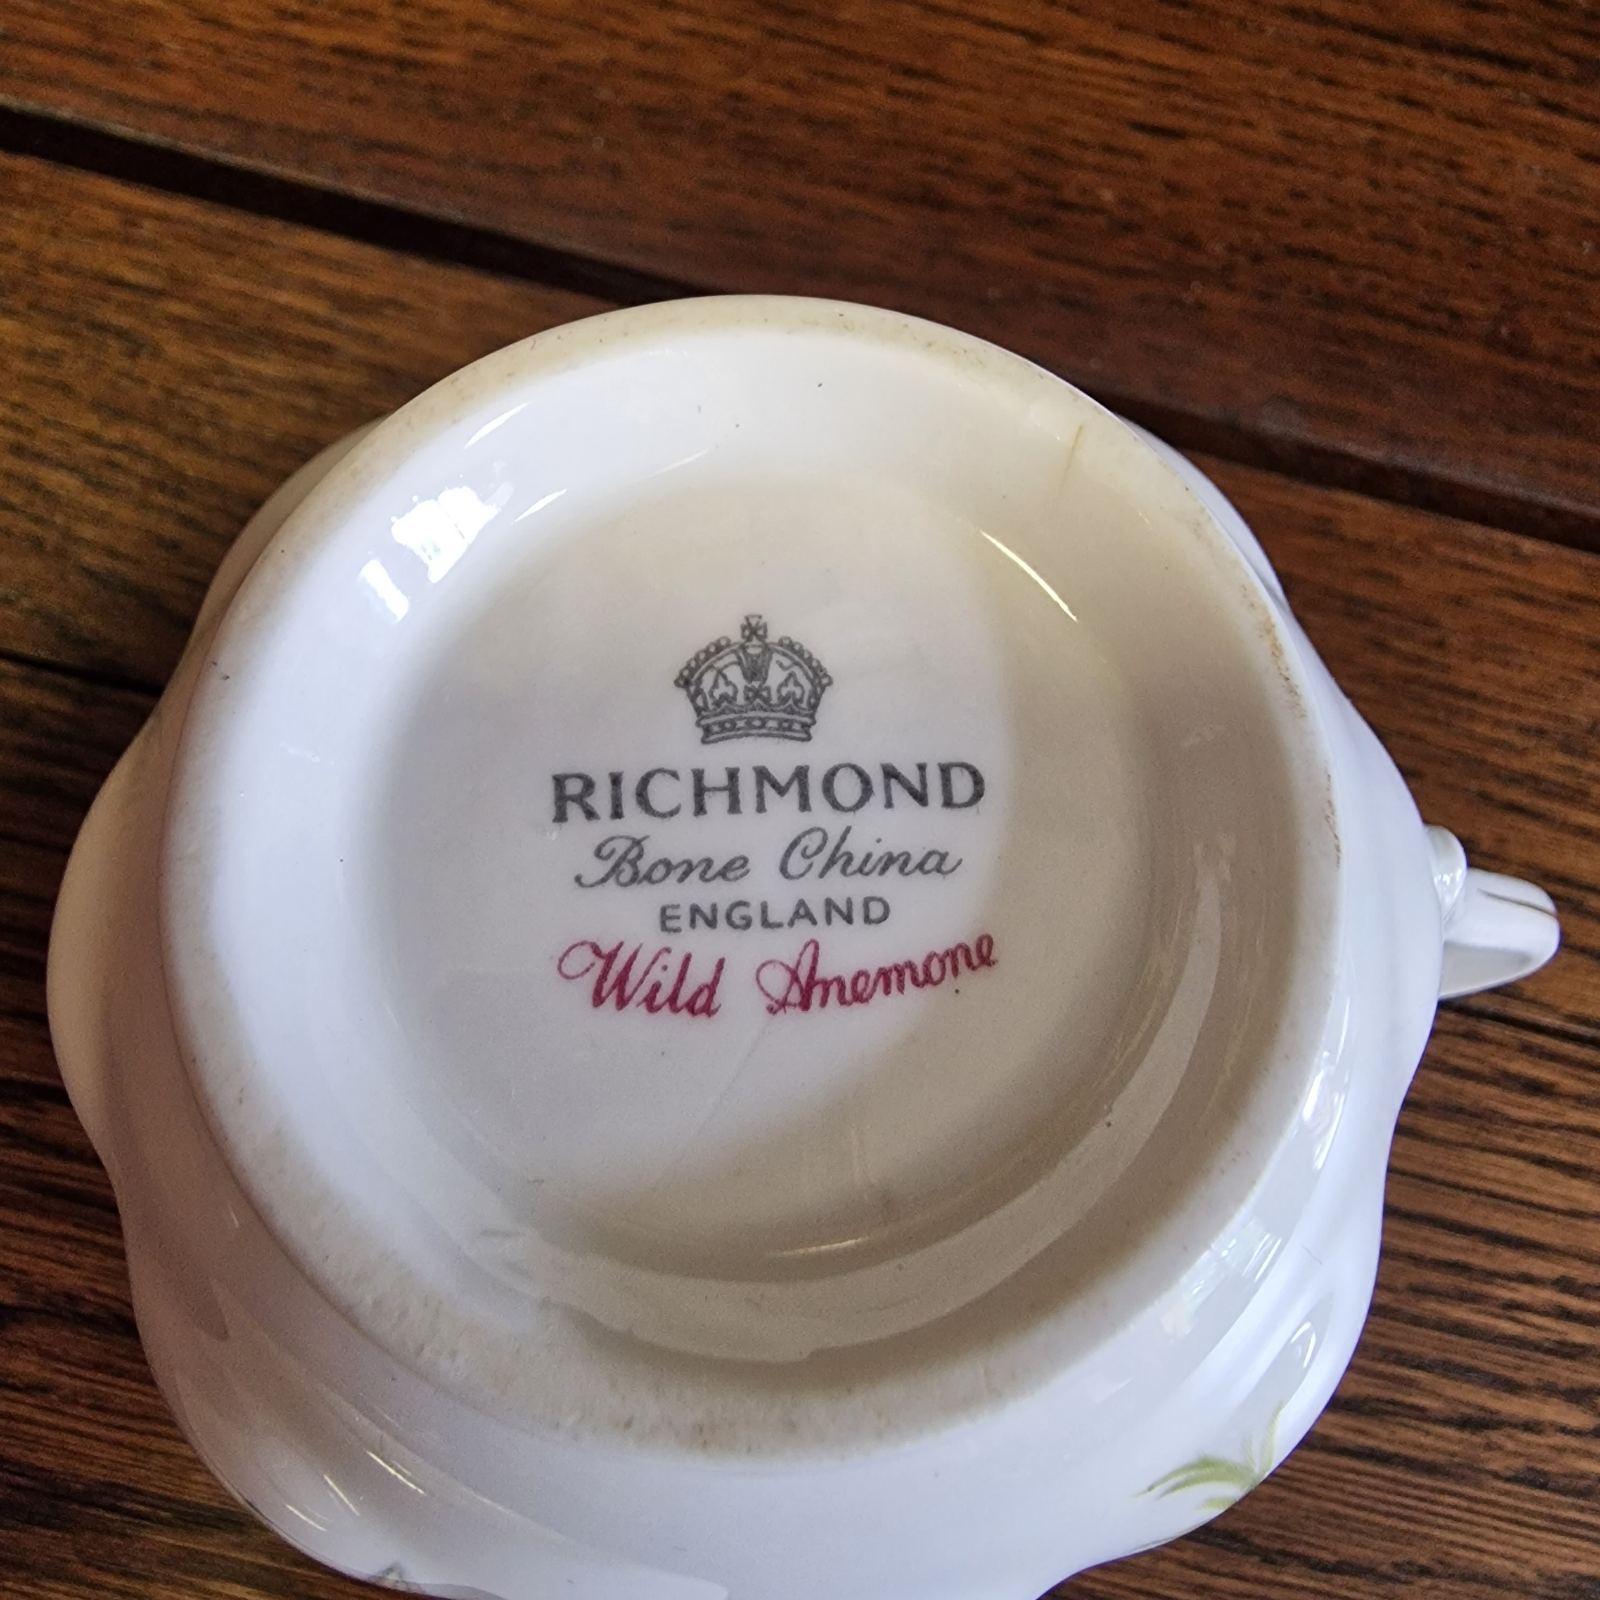 RICHMOND
Bone China
ENGLAND
Wild Anemone